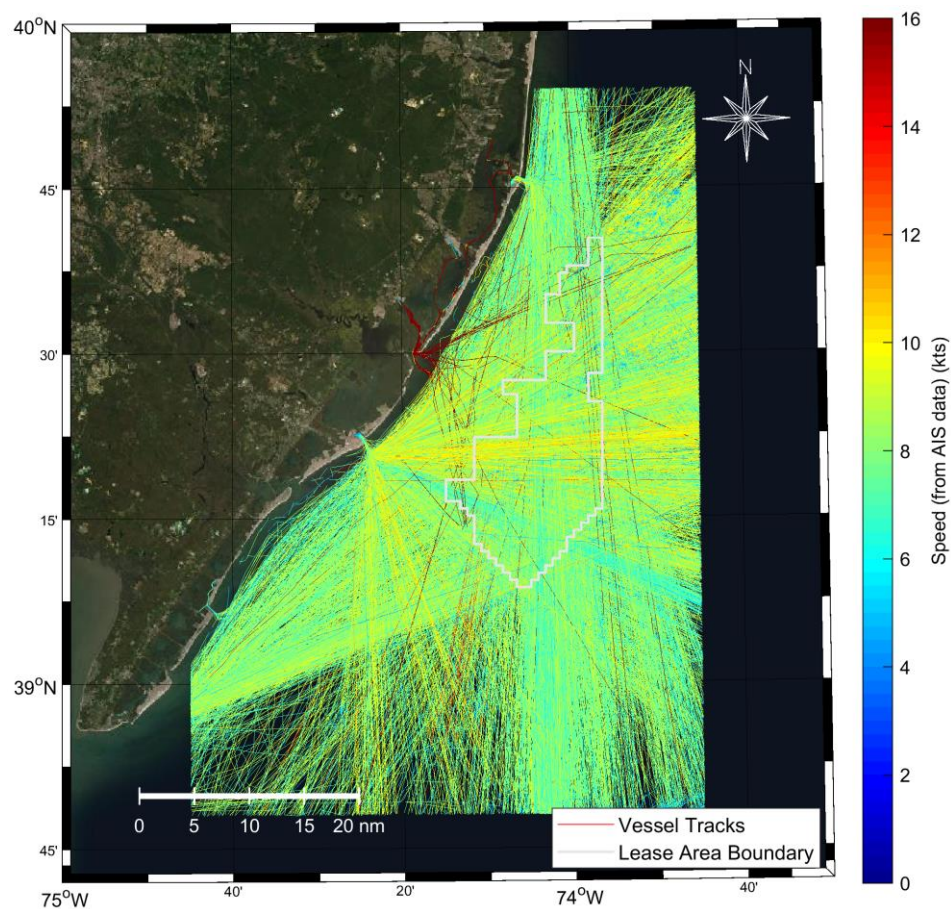 40°N
45'
30'
15'
39°N
45'
75°W
40'
20'
74°W
40'
N
0
5
10
15
20 nm
Vessel Tracks
Lease Area Boundary
16
14
12
10
8
6
4
2
0
Speed (from AIS data) (kts)